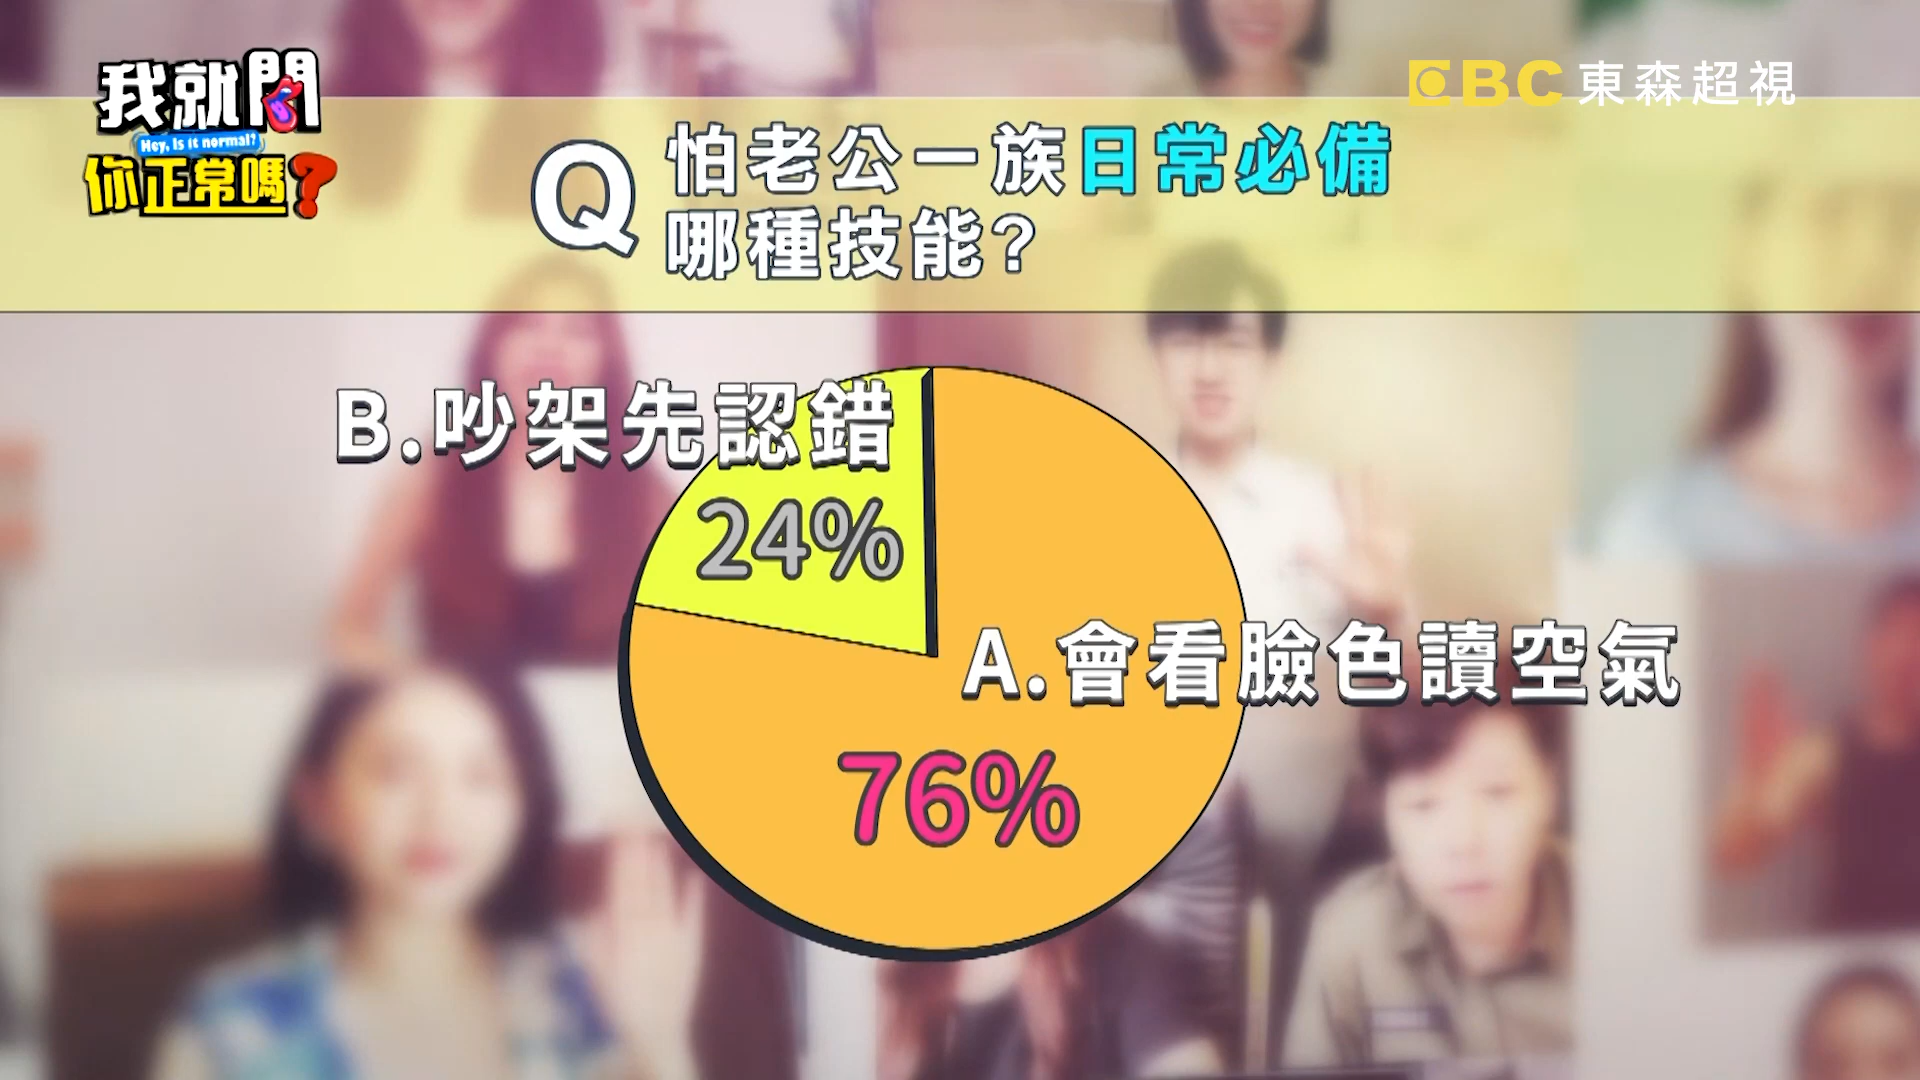 我就問
Hey, Is it normal?
你正常嗎?
EBC 東森超視
Q 怕老公一族日常必備
哪種技能?
B.吵架先認錯
24%
A.會看臉色讀空氣
76%